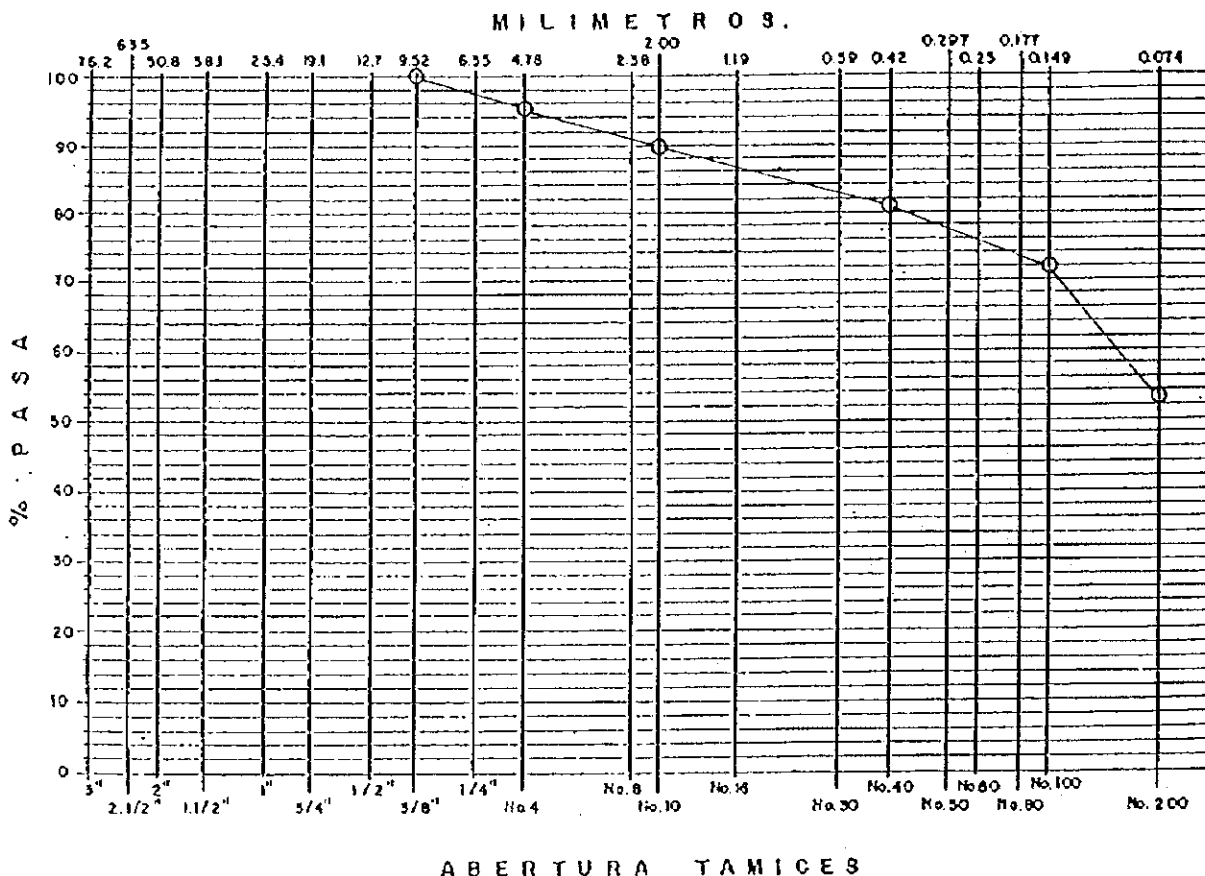 MILIMETROS.
635 2.00 0.297 0.177
76.2 50.8 38.1 25.4 19.1 12.7 9.52 6.35 4.78 2.38 1.19 0.59 0.42 0.25 0.149 0.074
100
90
80
70
60
50
40
30
20
10
0
% . PASA
3" 2" 1" 1/2" 1/4" No.8 No.16 No.40 No.60 No.100
2.1/2" 1.1/2" 3/4" 3/8" No.4 No.10 No.30 No.50 No.80 No.200
ABERTURA TAMICES